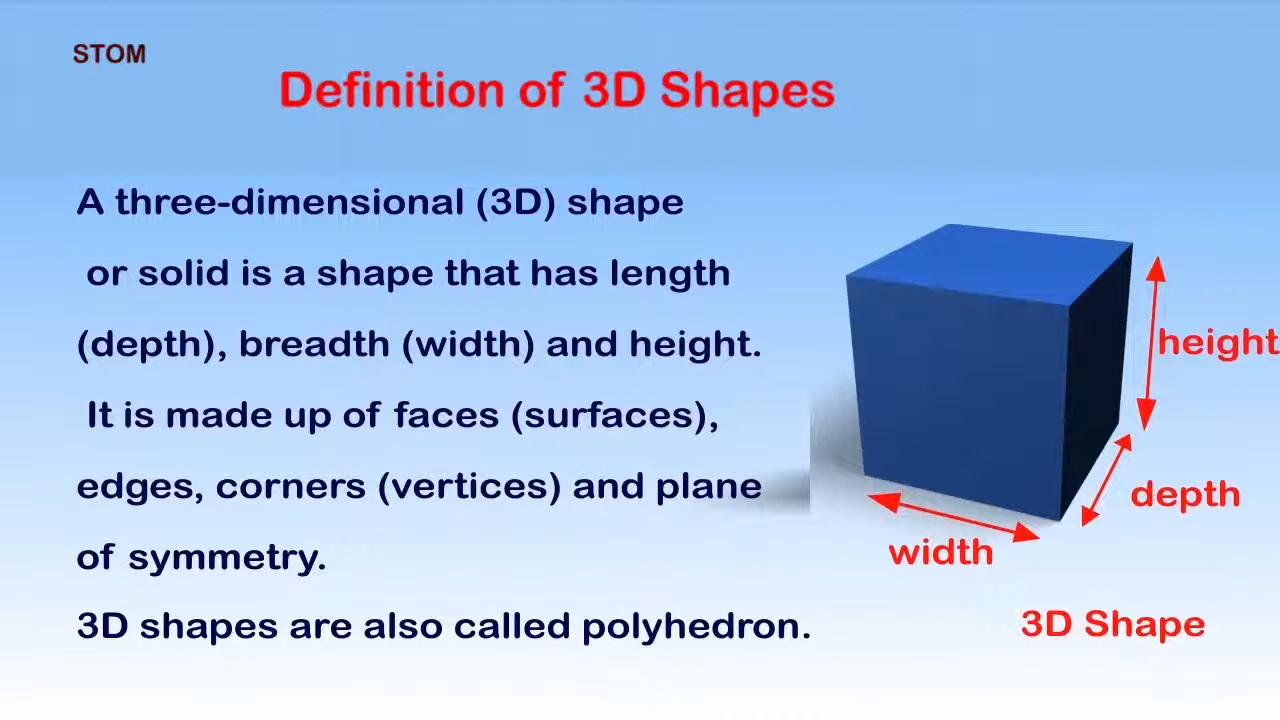 STOM
Definition of 3D Shapes
A three-dimensional (3D) shape
or solid is a shape that has length
(depth), breadth (width) and height.
It is made up of faces (surfaces),
edges, corners (vertices) and plane
of symmetry.
3D shapes are also called polyhedron.
height
depth
width
3D Shape